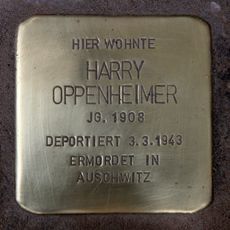 HIER WOHNTE
HARRY
OPPENHEIMER
JG. 1908
DEPORTIERT 3.3.1943
ERMORDET IN
AUSCHWITZ